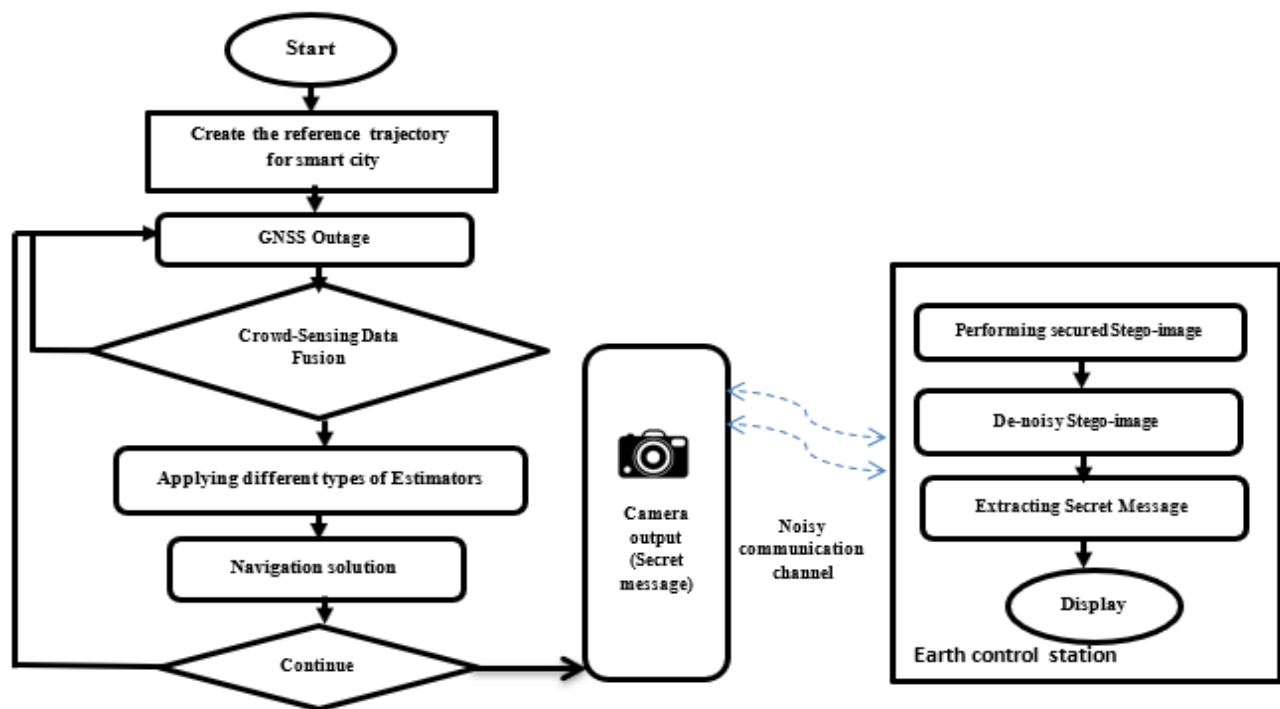 Start
Create the reference trajectory
for smart city
GNSS Outage
Crowd-Sensing Data
Fusion
Applying different types of Estimators
Navigation solution
Continue
Camera
output
(Secret
message)
Noisy
communication
channel
Performing secured Stego-image
De-noisy Stego-image
Extracting Secret Message
Display
Earth control station